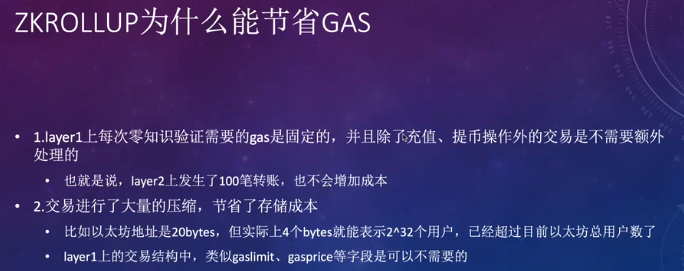 ZKROLLUP为什么能节省GAS
• 1.layer1上每次零知识验证需要的gas是固定的，并且除了充值、提币操作外的交易是不需要额外
处理的
• 也就是说，layer2上发生了100笔转账，也不会增加成本
• 2.交易进行了大量的压缩，节省了存储成本
• 比如以太坊地址是20bytes，但实际上4个bytes就能表示2^32个用户，已经超过目前以太坊总用户数了
• layer1上的交易结构中，类似gaslimit、gasprice等字段是可以不需要的